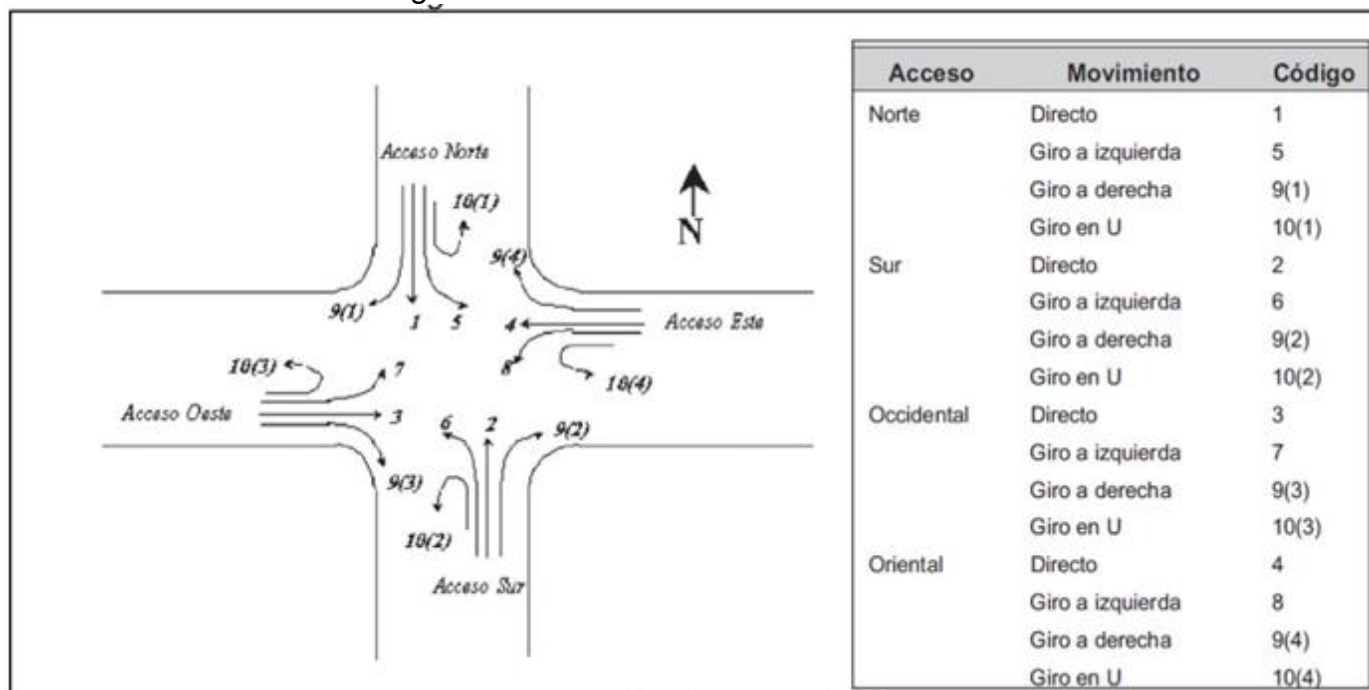 Acceso Norte
10(1)
N
9(4)
9(1)
1
5
4
Acceso Este
10(3)
7
8
10(4)
Acceso Oeste
3
6
2
9(2)
9(3)
10(2)
Acceso Sur
Acceso Movimiento Código
Norte Directo 1
Giro a izquierda 5
Giro a derecha 9(1)
Giro en U 10(1)
Sur Directo 2
Giro a izquierda 6
Giro a derecha 9(2)
Giro en U 10(2)
Occidental Directo 3
Giro a izquierda 7
Giro a derecha 9(3)
Giro en U 10(3)
Oriental Directo 4
Giro a izquierda 8
Giro a derecha 9(4)
Giro en U 10(4)